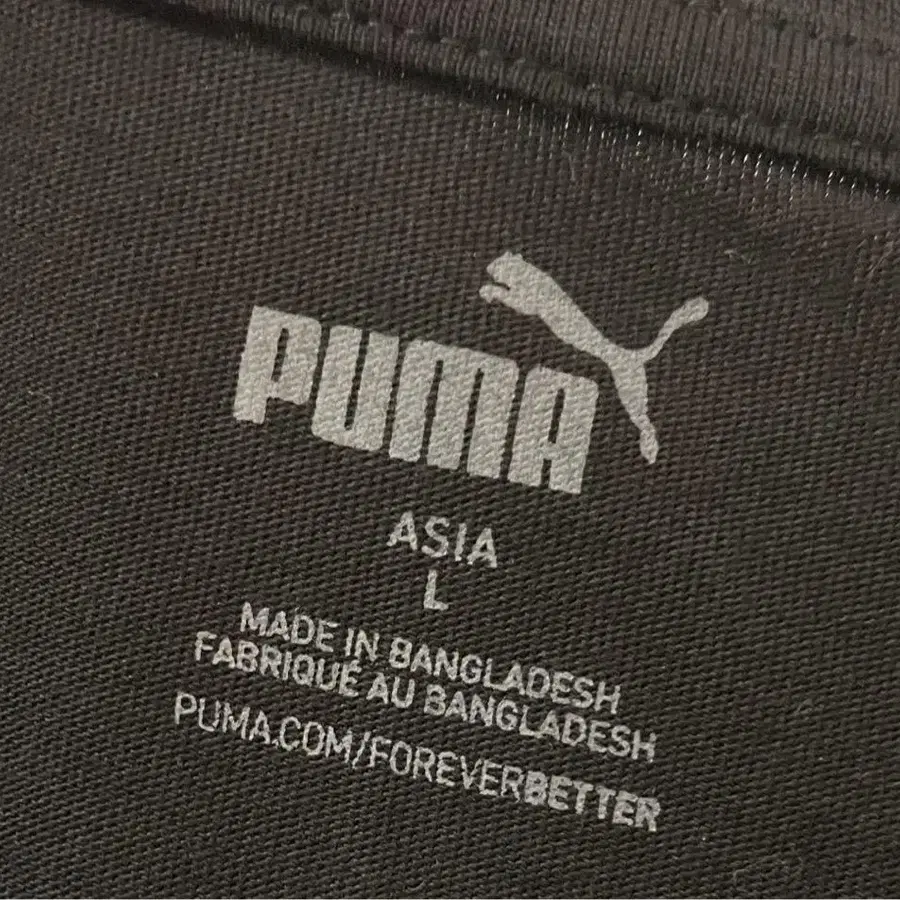 PUMA
ASIA
L
MADE IN BANGLADESH
FABRIQUÉ AU BANGLADESH
PUMA.COM/FOREVERBETTER